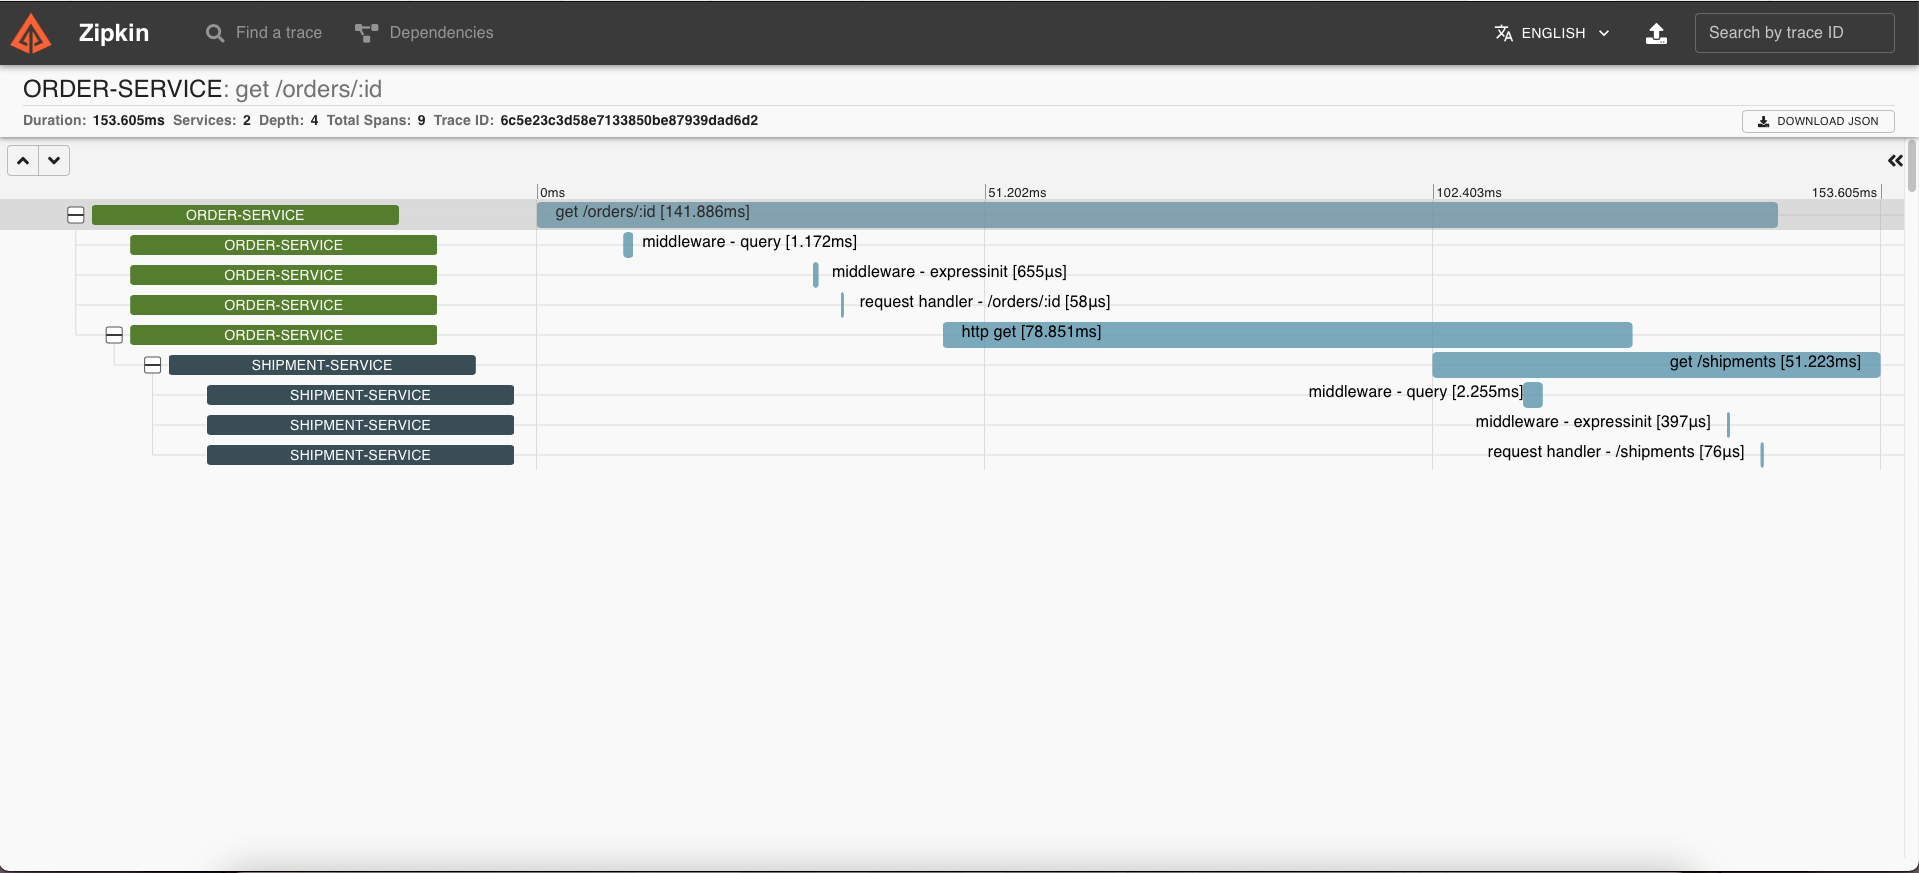 Zipkin Find a trace Dependencies ENGLISH Search by trace ID
ORDER-SERVICE: get /orders/:id
Duration: 153.605ms Services: 2 Depth: 4 Total Spans: 9 Trace ID: 6c5e23c3d58e7133850be87939dad6d2 DOWNLOAD JSON
0ms 51.202ms 102.403ms 153.605ms
ORDER-SERVICE get /orders/:id [141.886ms]
ORDER-SERVICE middleware - query [1.172ms]
ORDER-SERVICE middleware - expressinit [655µs]
ORDER-SERVICE request handler - /orders/:id [58µs]
ORDER-SERVICE http get [78.851ms]
SHIPMENT-SERVICE get /shipments [51.223ms]
SHIPMENT-SERVICE middleware - query [2.255ms]
SHIPMENT-SERVICE middleware - expressinit [397µs]
SHIPMENT-SERVICE request handler - /shipments [76µs]